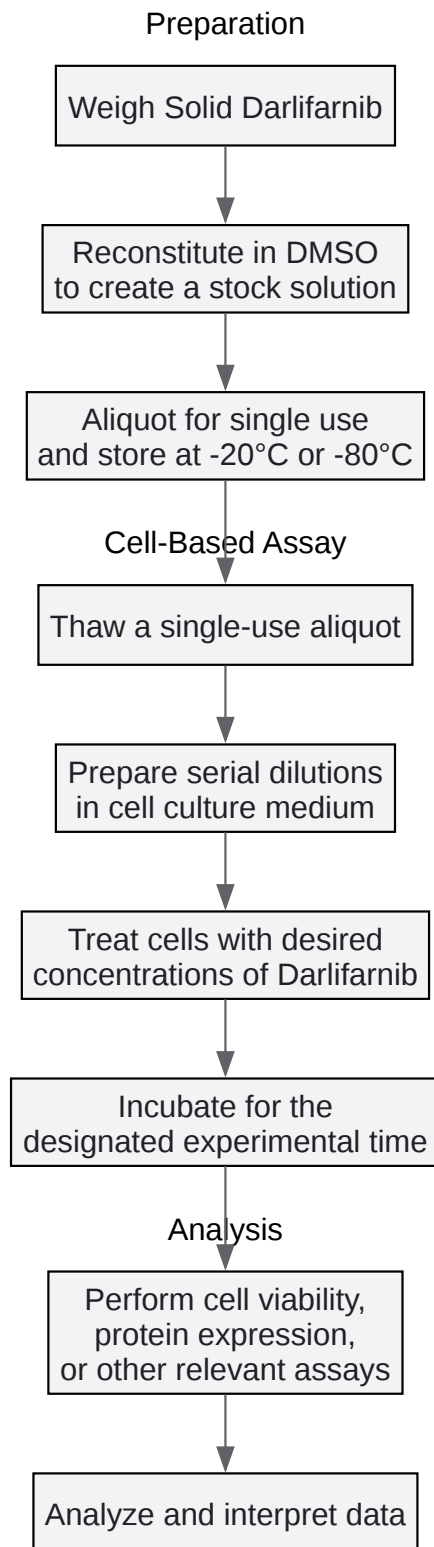 Preparation
Weigh Solid Darlifarnib
Reconstitute in DMSO
to create a stock solution
Aliquot for single use
and store at -20°C or -80°C
Cell-Based Assay
Thaw a single-use aliquot
Prepare serial dilutions
in cell culture medium
Treat cells with desired
concentrations of Darlifarnib
Incubate for the
designated experimental time
Analysis
Perform cell viability,
protein expression,
or other relevant assays
Analyze and interpret data